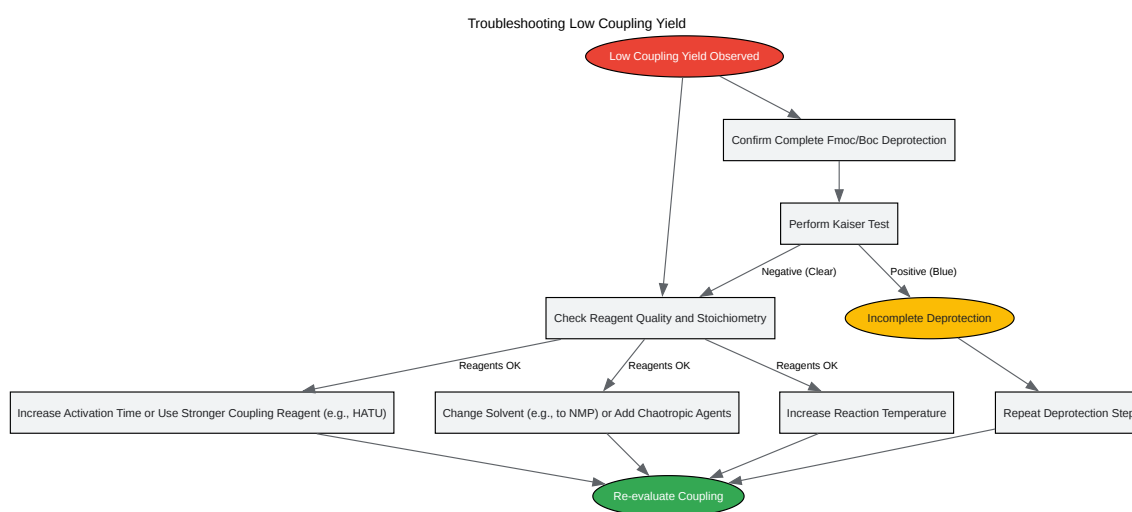 Troubleshooting Low Coupling Yield
Low Coupling Yield Observed
Confirm Complete Fmoc/Boc Deprotection
Perform Kaiser Test
Negative (Clear)
Positive (Blue)
Check Reagent Quality and Stoichiometry
Incomplete Deprotection
Reagents OK
Reagents OK
Reagents OK
Increase Activation Time or Use Stronger Coupling Reagent (e.g., HATU)
Change Solvent (e.g., to NMP) or Add Chaotropic Agents
Increase Reaction Temperature
Repeat Deprotection Step
Re-evaluate Coupling